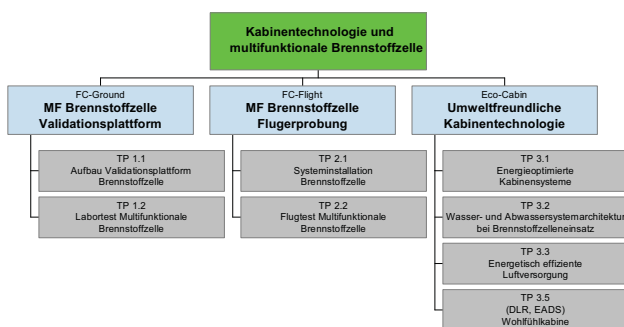 Kabinentechnologie und
multifunktionale Brennstoffzelle
FC-Ground
MF Brennstoffzelle
Validationsplattform
TP 1.1
Aufbau Validationsplattform
Brennstoffzelle
TP 1.2
Labortest Multifunktionale
Brennstoffzelle
FC-Flight
MF Brennstoffzelle
Flugerprobung
TP 2.1
Systeminstallation
Brennstoffzelle
TP 2.2
Flugtest Multifunktionale
Brennstoffzelle
Eco-Cabin
Umweltfreundliche
Kabinentechnologie
TP 3.1
Energieoptimierte
Kabinensysteme
TP 3.2
Wasser- und Abwassersystemarchitektur
bei Brennstoffzelleneinsatz
TP 3.3
Energetisch effiziente
Luftversorgung
TP 3.5
(DLR, EADS)
Wohlfühlkabine